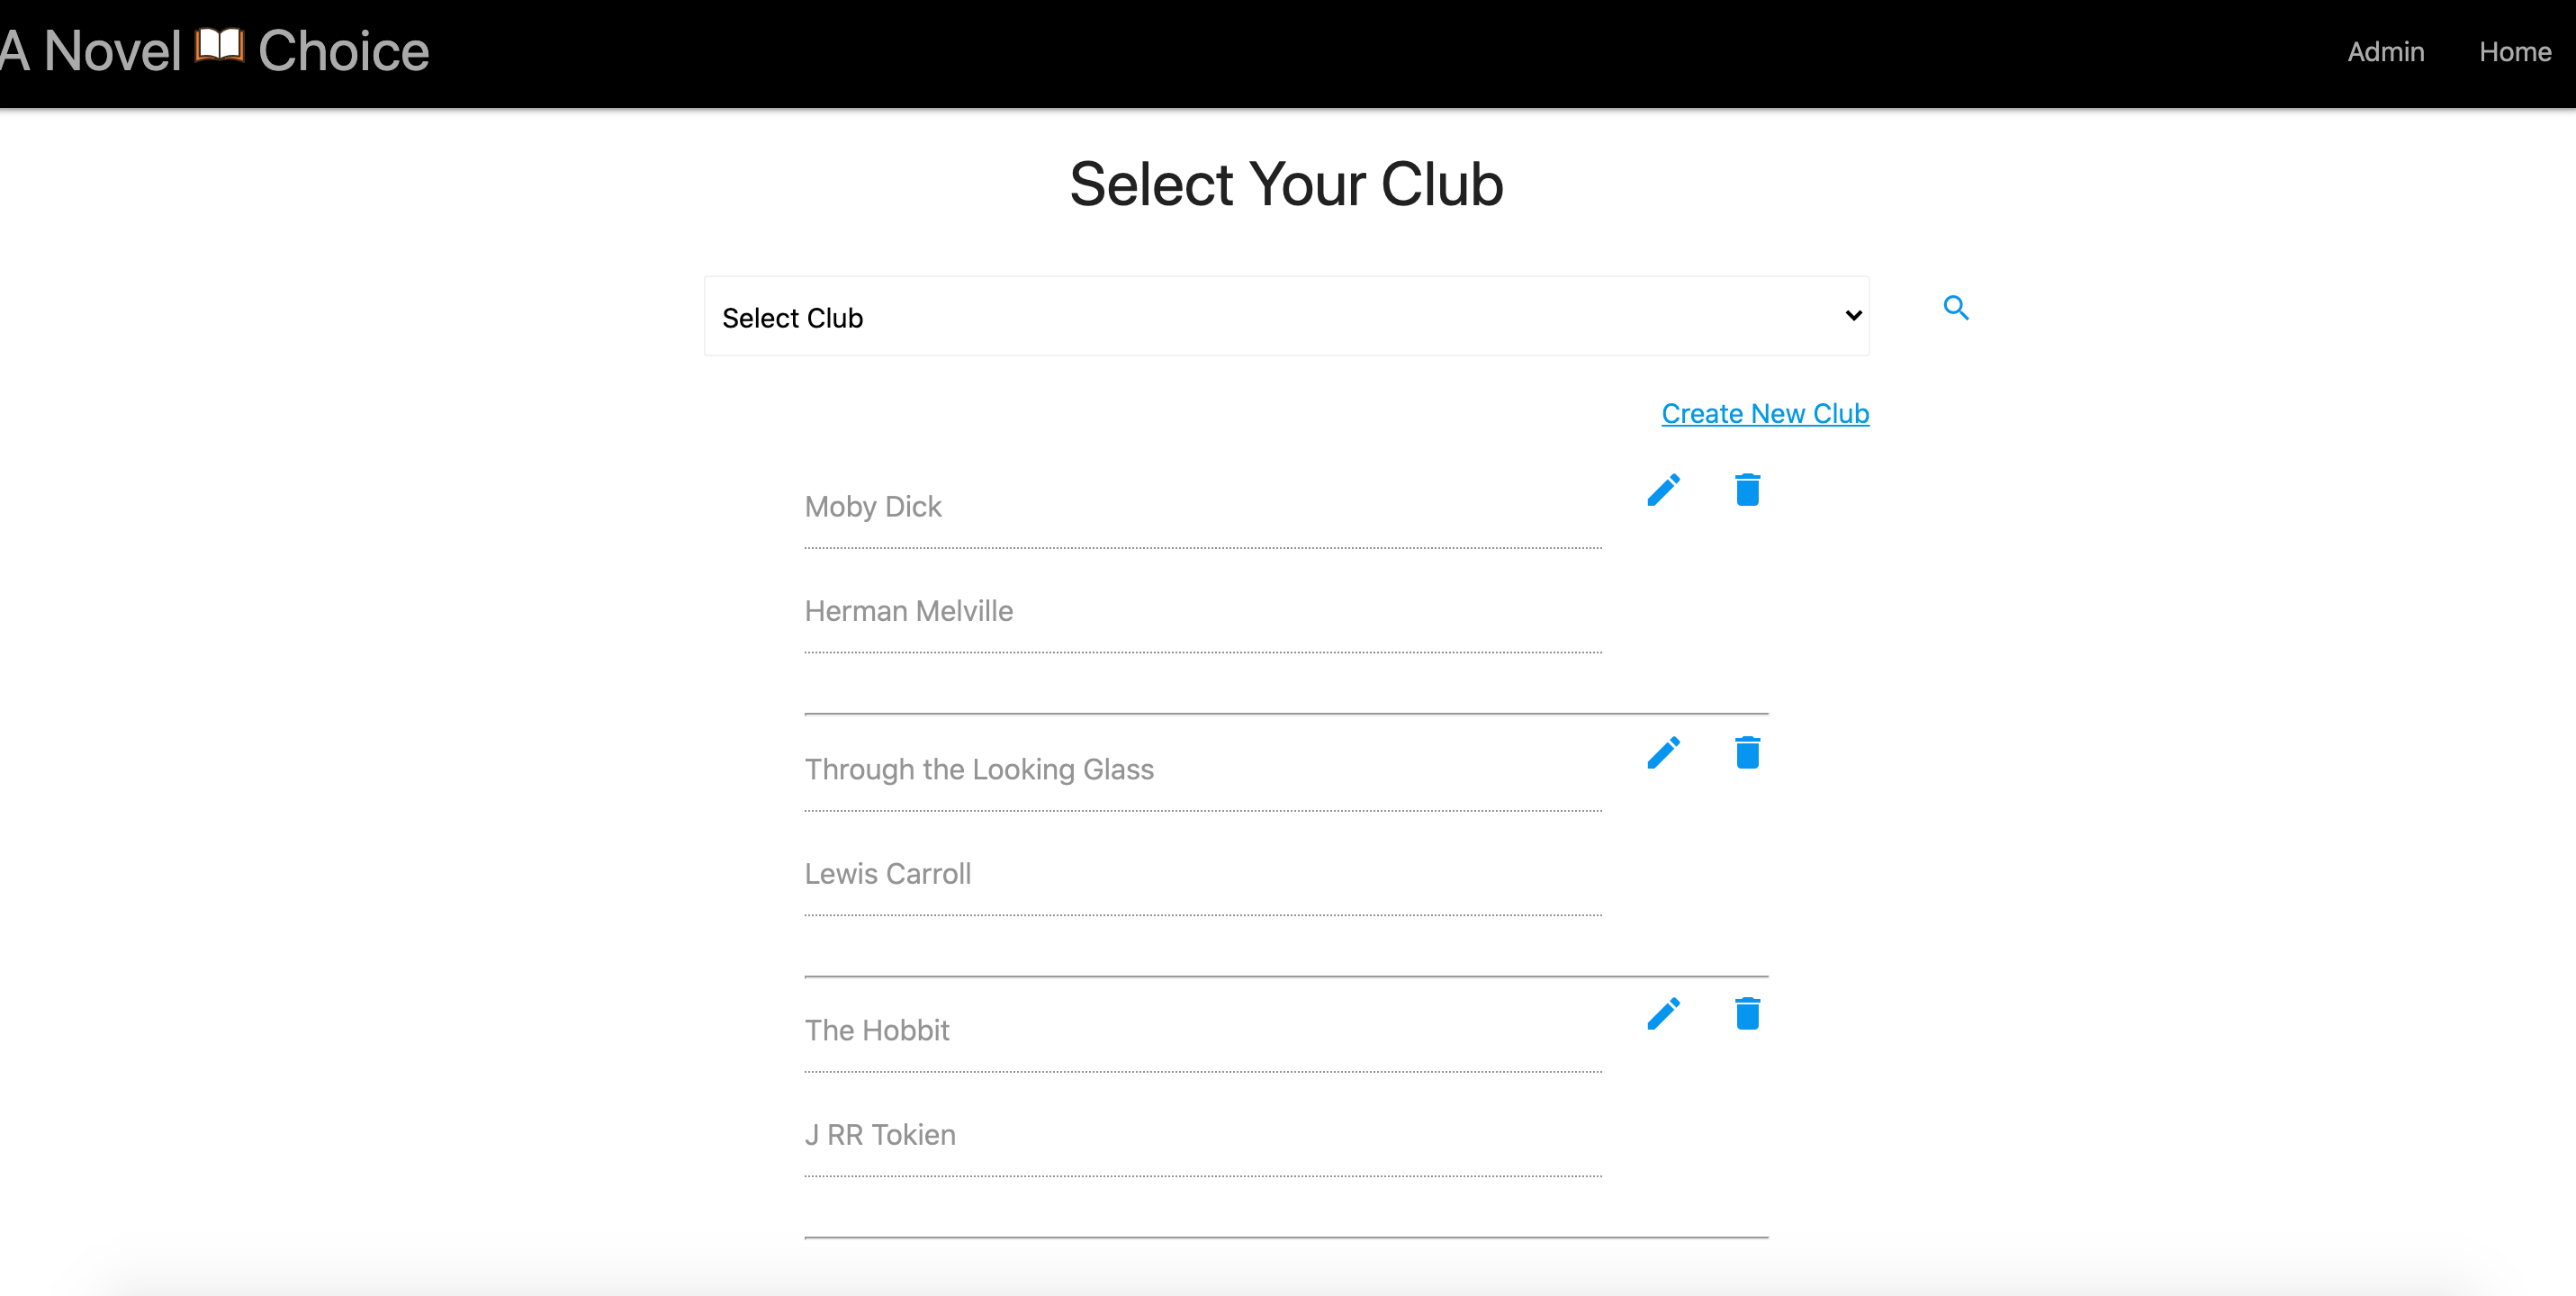 A Novel 📖 Choice
Admin
Home
Select Your Club
Select Club
Create New Club
Moby Dick
Herman Melville
Through the Looking Glass
Lewis Carroll
The Hobbit
J RR Tokien